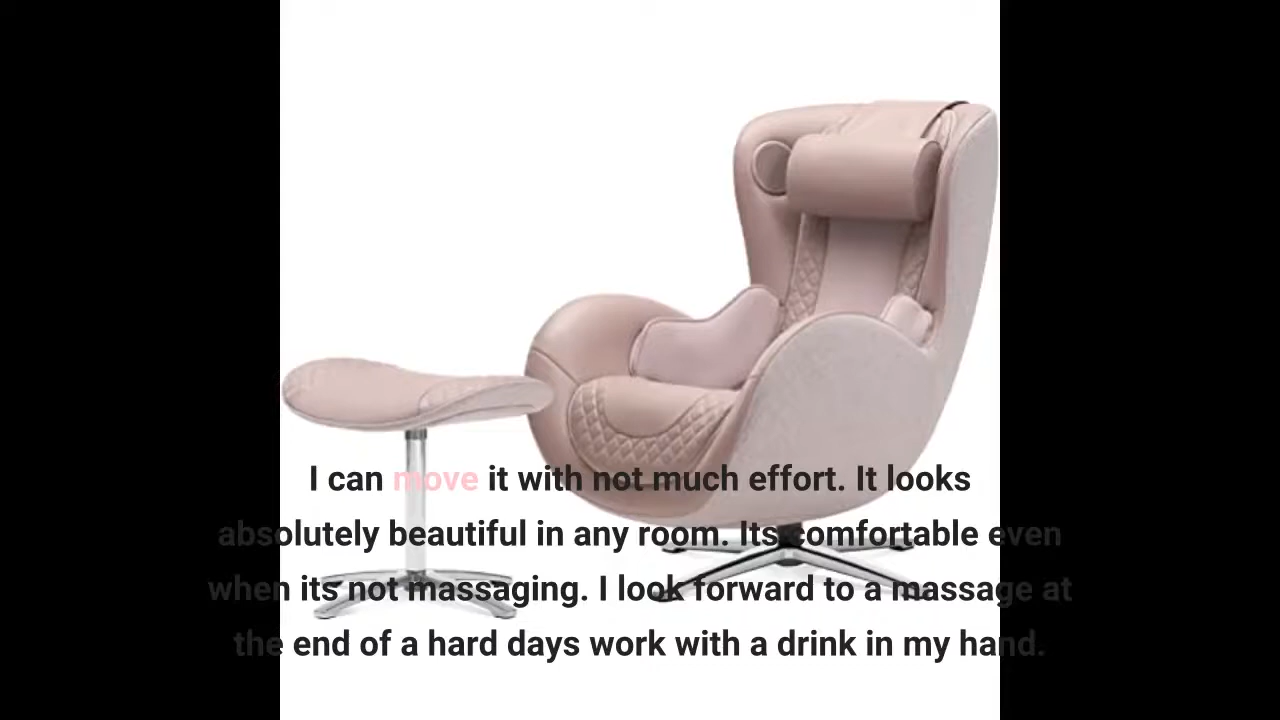 I can move it with not much effort. It looks
absolutely beautiful in any room. Its comfortable even
when its not massaging. I look forward to a massage at
the end of a hard days work with a drink in my hand.